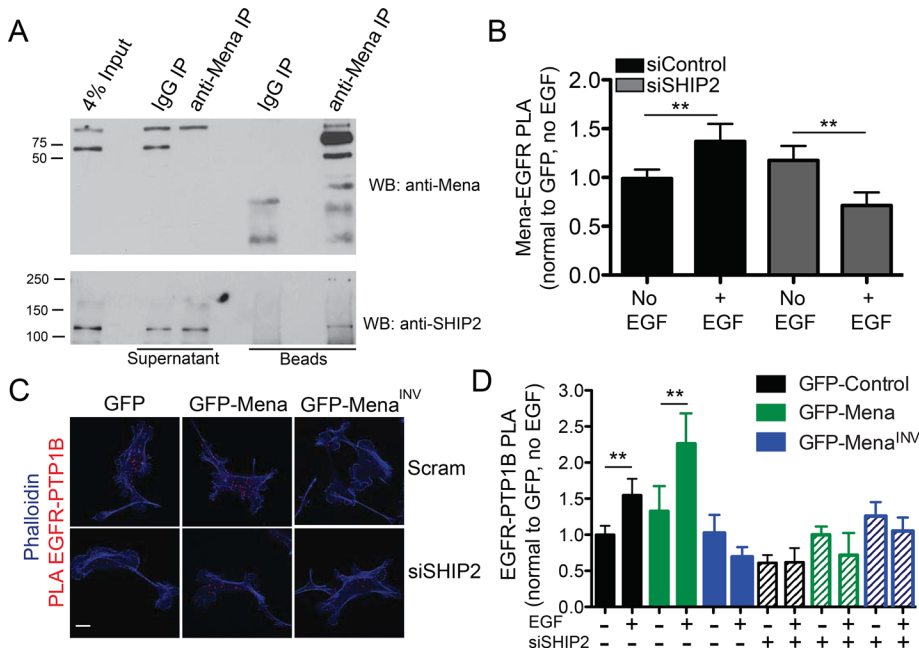 A
4% Input
IgG IP
anti-Mena IP
IgG IP
anti-Mena IP
75
50
WB: anti-Mena
250
150
100
WB: anti-SHIP2
Supernatant
Beads
B
siControl
siSHIP2
Mena-EGFR PLA
(normal to GFP, no EGF)
2.0
1.5
1.0
0.5
0.0
**
**
No
EGF
+
EGF
No
EGF
+
EGF
C
GFP
GFP-Mena
GFP-Mena^INV
Phalloidin
PLA EGFR-PTP1B
Scram
siSHIP2
D
GFP-Control
GFP-Mena
GFP-Mena^INV
EGFR-PTP1B PLA
(normal to GFP, no EGF)
3.0
2.5
2.0
1.5
1.0
0.5
0.0
**
**
EGF - + - + - + - + - + - +
siSHIP2 - - - - - - + + + + + +